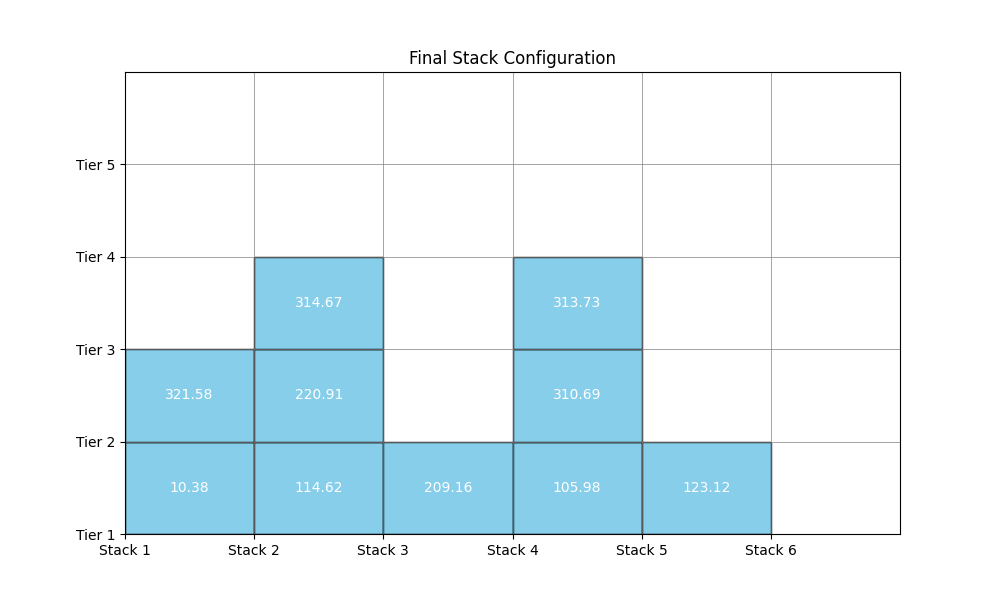 Final Stack Configuration
Tier 5
Tier 4
314.67 313.73
Tier 3
321.58 220.91 310.69
Tier 2
10.38 114.62 209.16 105.98 123.12
Tier 1
Stack 1 Stack 2 Stack 3 Stack 4 Stack 5 Stack 6